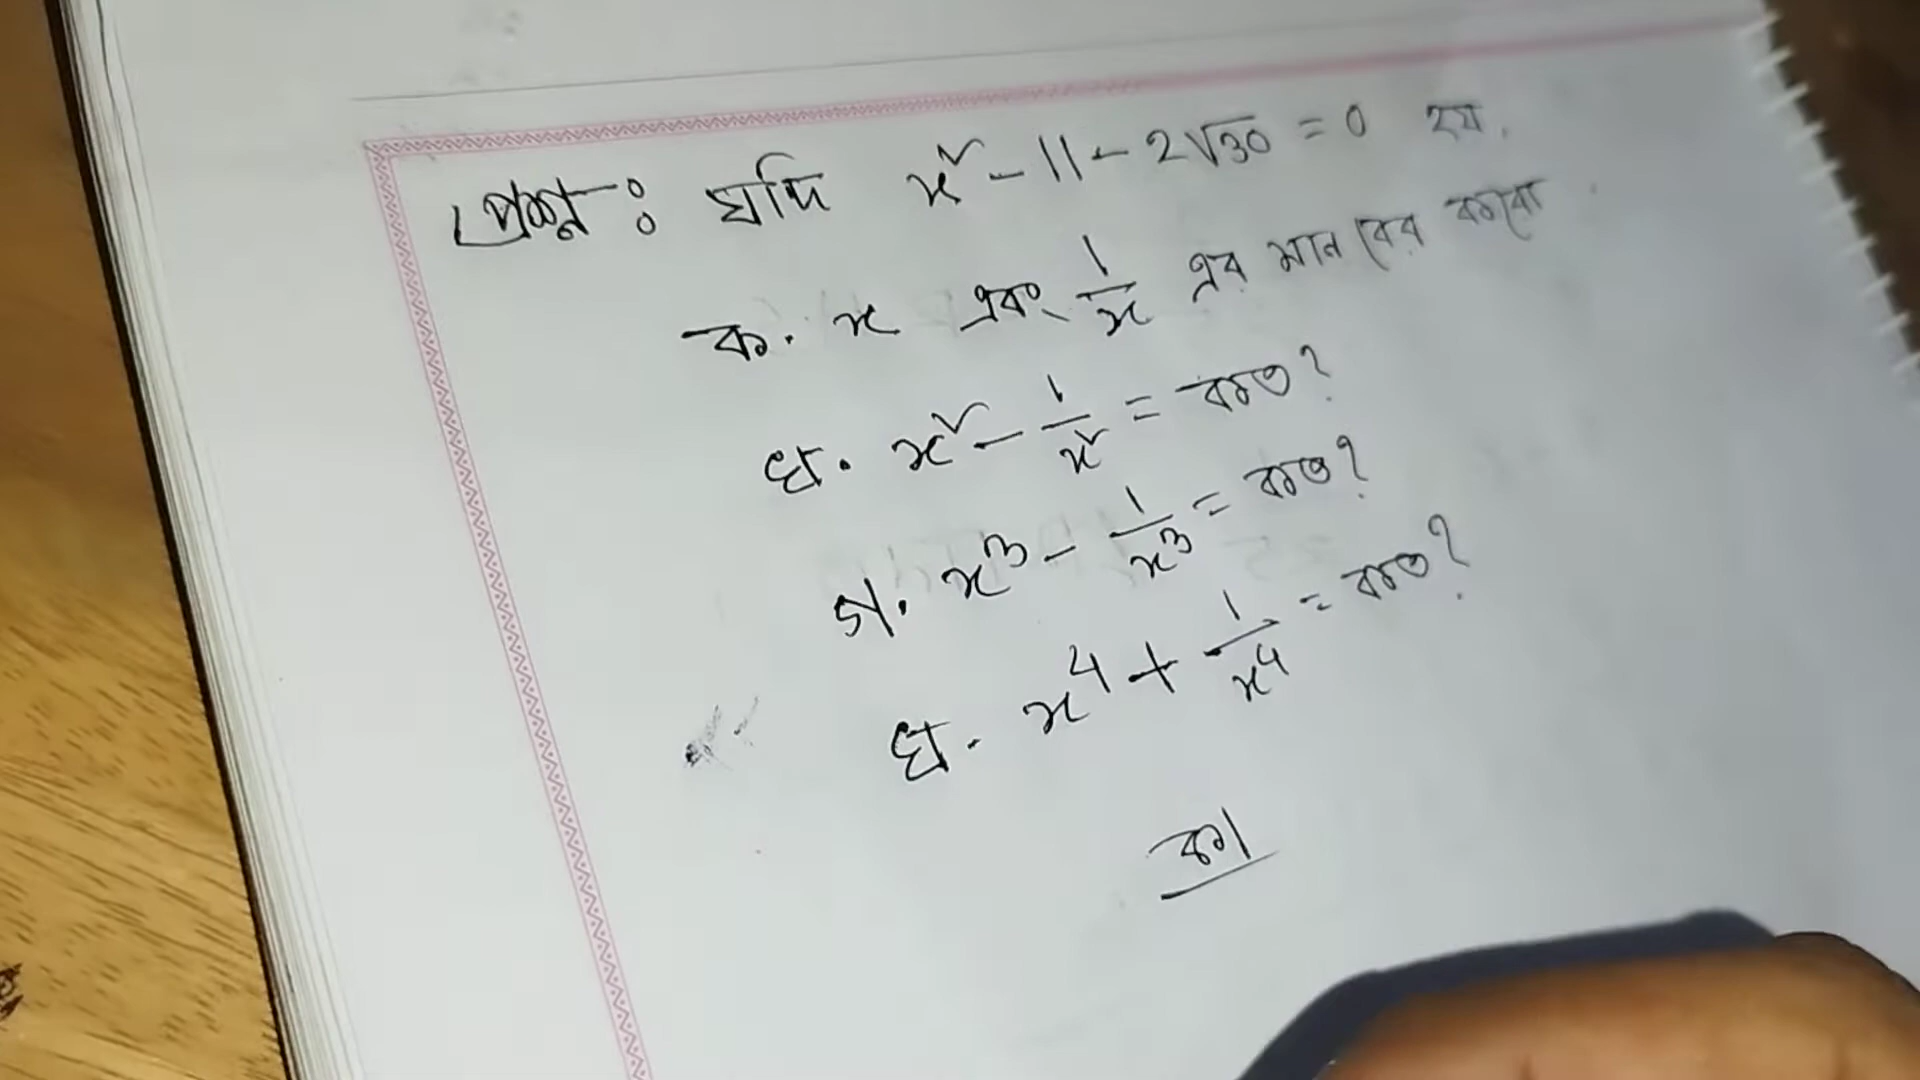 প্রশ্ন : যদি x² - 11 - 2√30 = 0 হয়.
ক. x এবং 1/x এর মান বের করো
ঘ. x² - 1/x² = কত?
গ. x³ - 1/x³ = কত?
ঘ. x⁴ + 1/x⁴ = কত?
ক।